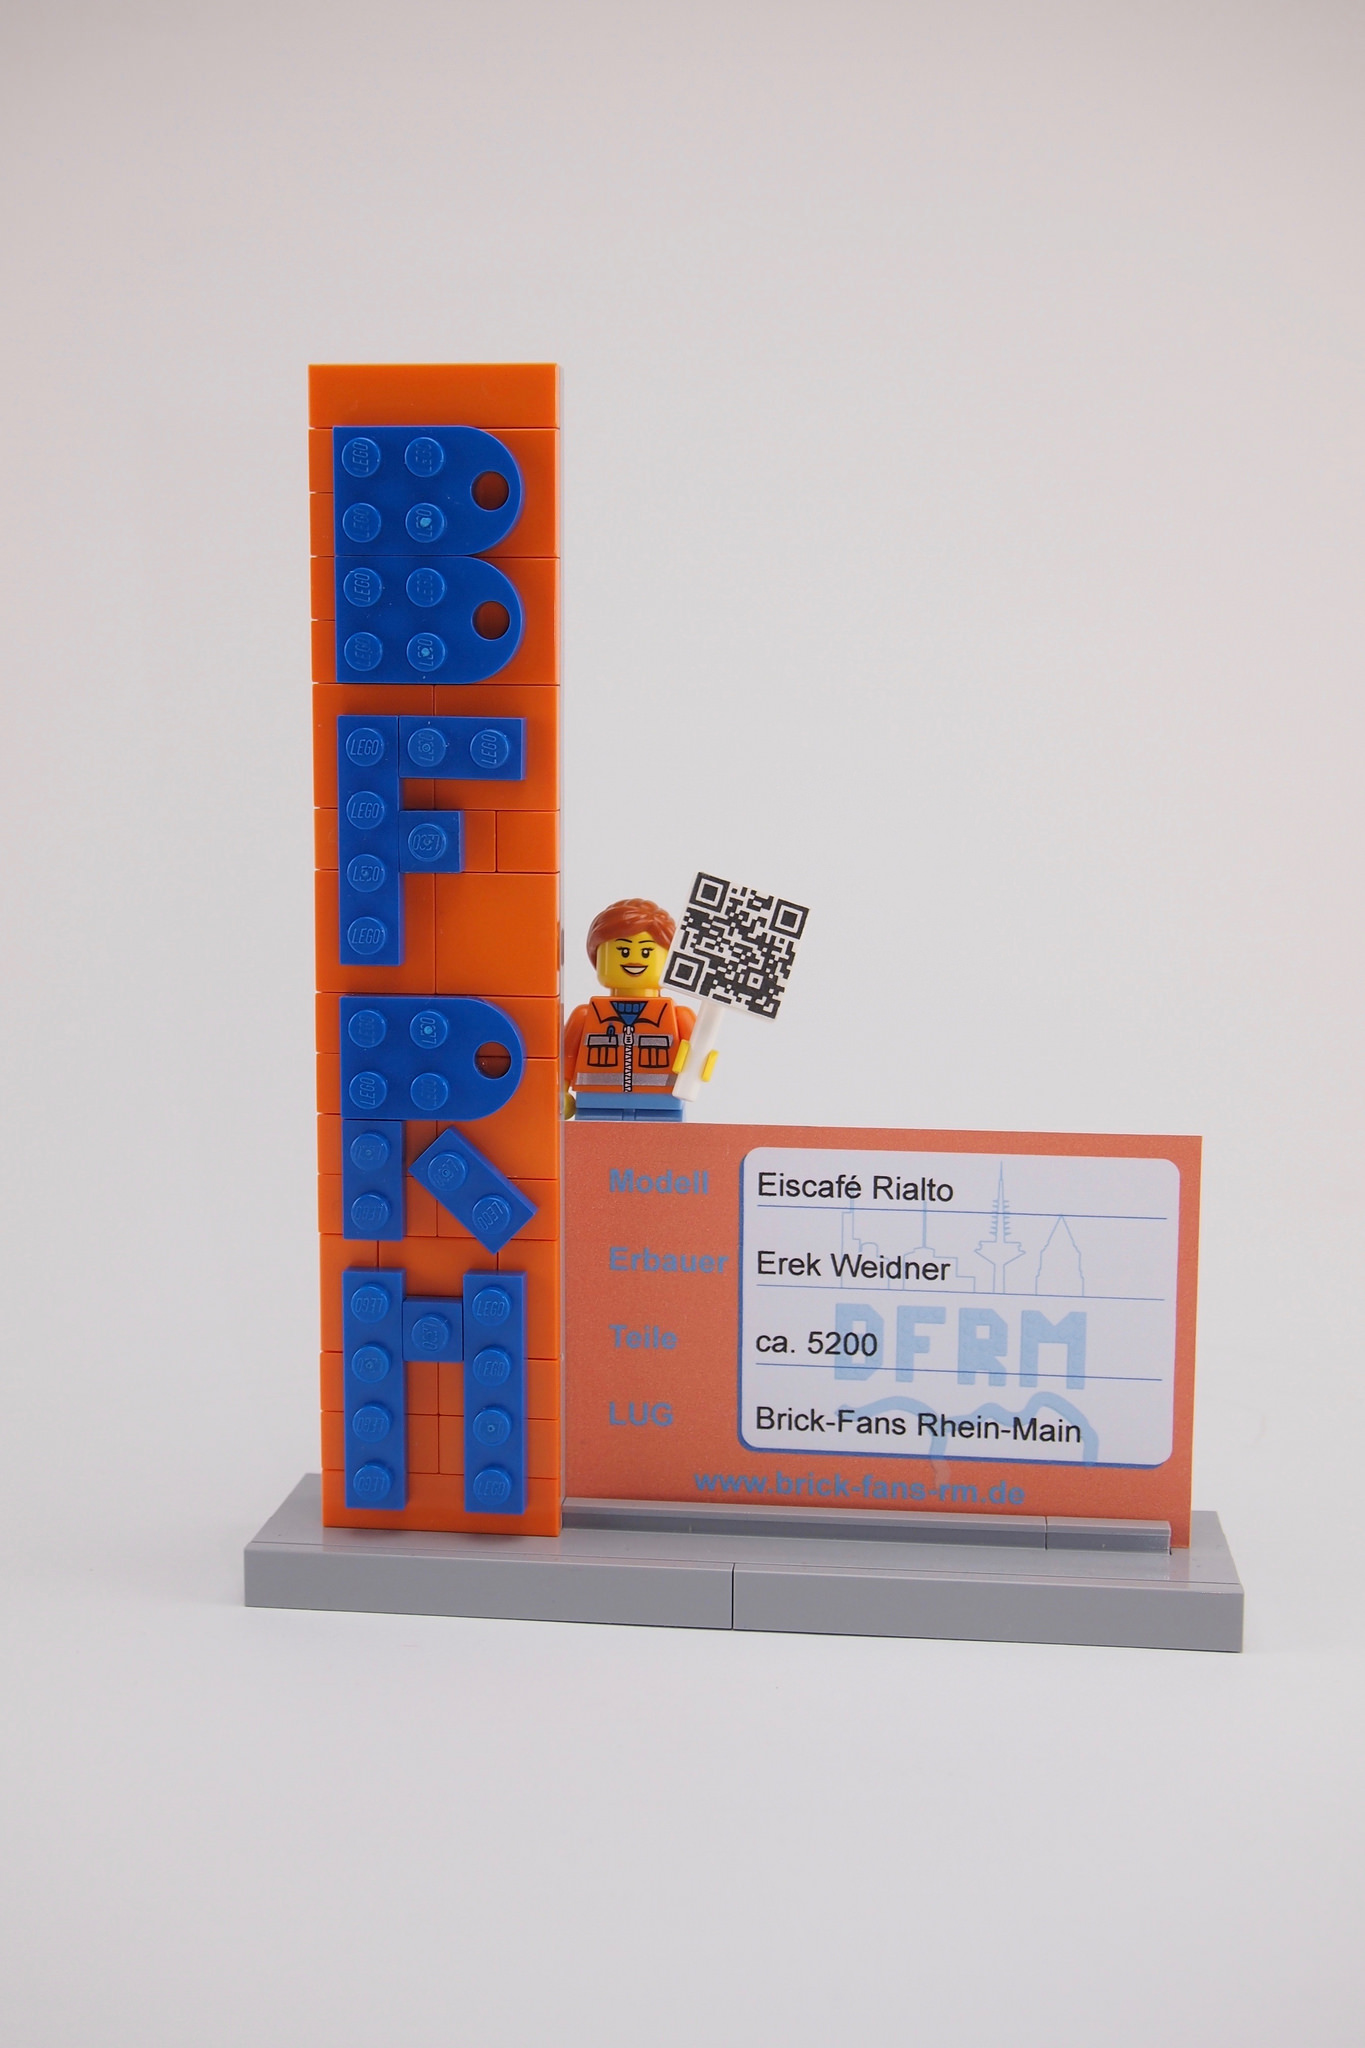 B
F
R
M
Modell Eiscafé Rialto
Erbauer Erek Weidner
Teile ca. 5200
BFRM
LUG Brick-Fans Rhein-Main
www.brick-fans-rm.de